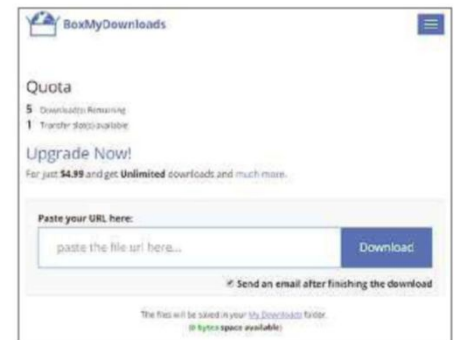 BoxMyDownloads
Quota
5 Download(s) Remaining
1 Transfer slot(s) available
Upgrade Now!
For just $4.99 and get Unlimited downloads and much more.
Paste your URL here:
paste the file url here...
Download
Send an email after finishing the download
The files will be saved in your My Downloads folder.
bytes space available)